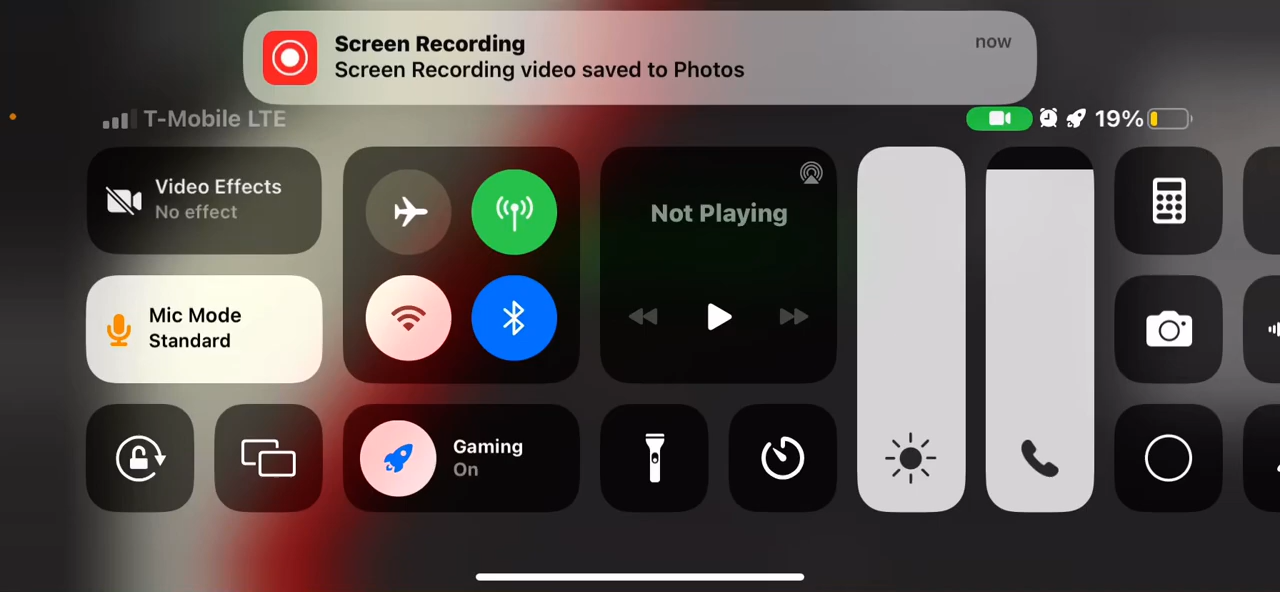 Screen Recording
now
Screen Recording video saved to Photos
T-Mobile LTE
19%
Video Effects
No effect
Not Playing
Mic Mode
Standard
Gaming
On